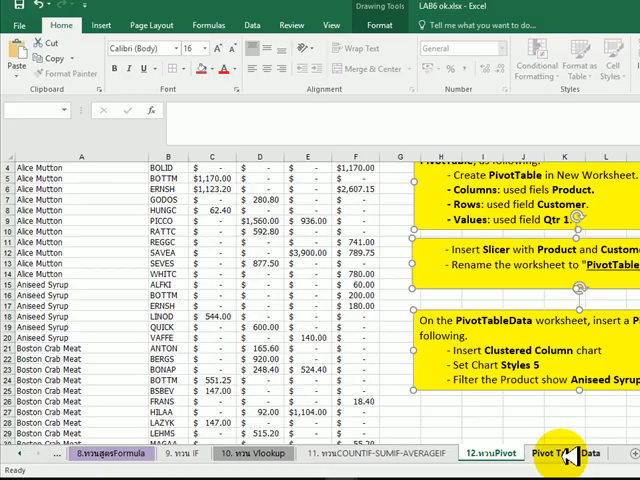 Drawing Tools LAB6 ok.xlsx - Excel
File Home Insert Page Layout Formulas Data Review View Format Tell me what you want to do...
Cut Calibri (Body) 16 Wrap Text General
Copy
Paste Format Painter B I U Merge & Center $ % Conditional Formatting Format as Table Cell Styles
Clipboard Font Alignment Number Styles
A B C D E F G H I J K L
4 Alice Mutton BOLID $ - $ - $ - $1,170.00
5 Alice Mutton BOTTM $1,170.00 $ - $ - $ -
6 Alice Mutton ERNSH $1,123.20 $ - $ - $2,607.15
7 Alice Mutton GODOS $ - $ 280.80 $ - $ -
8 Alice Mutton HUNGC $ 62.40 $ - $ - $ -
9 Alice Mutton PICCO $ - $1,560.00 $ 936.00 $ -
10 Alice Mutton RATTC $ - $ 592.80 $ - $ -
11 Alice Mutton REGGC $ - $ - $ - $ 741.00
12 Alice Mutton SAVEA $ - $ - $3,900.00 $ 789.75
13 Alice Mutton SEVES $ - $ 877.50 $ - $ -
14 Alice Mutton WHITC $ - $ - $ - $ 780.00
15 Aniseed Syrup ALFKI $ - $ - $ - $ 60.00
16 Aniseed Syrup BOTTM $ - $ - $ - $ 200.00
17 Aniseed Syrup ERNSH $ - $ - $ - $ 180.00
18 Aniseed Syrup LINOD $ 544.00 $ - $ - $ -
19 Aniseed Syrup QUICK $ - $ 600.00 $ - $ -
20 Aniseed Syrup VAFFE $ - $ - $ 140.00 $ -
21 Boston Crab Meat ANTON $ - $ 165.60 $ - $ -
22 Boston Crab Meat BERGS $ - $ 920.00 $ - $ -
23 Boston Crab Meat BONAP $ - $ 248.40 $ 524.40 $ -
24 Boston Crab Meat BOTTM $ 551.25 $ - $ - $ -
25 Boston Crab Meat BSBEV $ 147.00 $ - $ - $ -
26 Boston Crab Meat FRANS $ - $ - $ - $ 18.40
27 Boston Crab Meat HILAA $ - $ 92.00 $1,104.00 $ -
28 Boston Crab Meat LAZYK $ 147.00 $ - $ - $ -
29 Boston Crab Meat LEHMS $ - $ 515.20 $ - $ -
30 Boston Crab Meat MAGAA $ - $ - $ - $ 55.20
PivotTable, as following:
- Create PivotTable in New Worksheet.
- Columns: used fiels Product.
- Rows: used field Customer.
- Values: used field Qtr 1.
- Insert Slicer with Product and Custome
- Rename the worksheet to "PivotTable
On the PivotTableData worksheet, insert a P
following.
- Insert Clustered Column chart
- Set Chart Styles 5
- Filter the Product show Aniseed Syrup
... 8.ทวนสูตรFormula 9. ทวน IF 10. ทวน Vlookup 11. ทวนCOUNTIF-SUMIF-AVERAGEIF 12.ทวนPivot Pivot Data
Ready